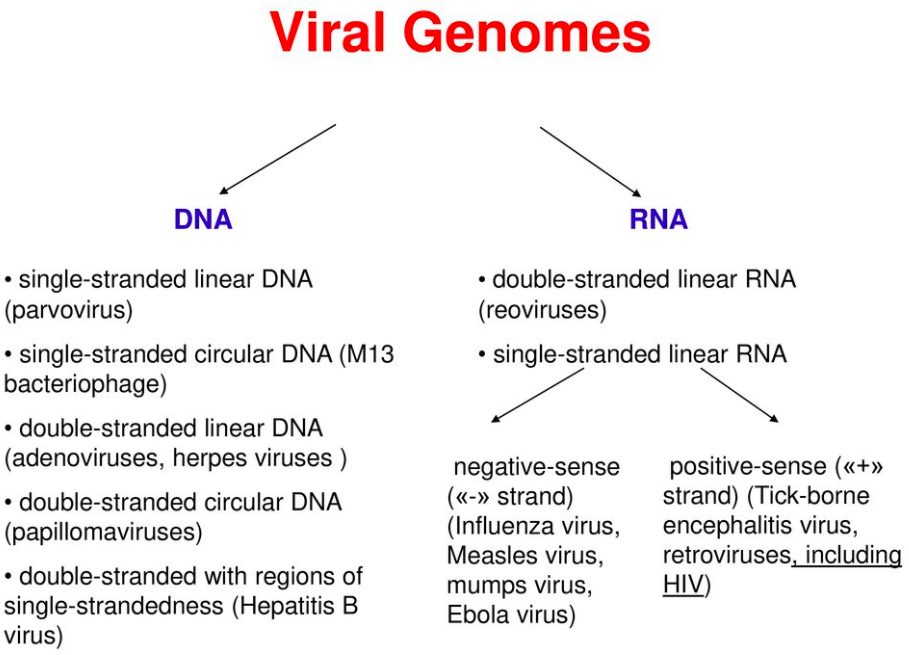 Viral Genomes
DNA
• single-stranded linear DNA
(parvovirus)
• single-stranded circular DNA (M13
bacteriophage)
• double-stranded linear DNA
(adenoviruses, herpes viruses )
• double-stranded circular DNA
(papillomaviruses)
• double-stranded with regions of
single-strandedness (Hepatitis B
virus)
RNA
• double-stranded linear RNA
(reoviruses)
• single-stranded linear RNA
negative-sense
(«-» strand)
(Influenza virus,
Measles virus,
mumps virus,
Ebola virus)
positive-sense («+»
strand) (Tick-borne
encephalitis virus,
retroviruses, including
HIV)